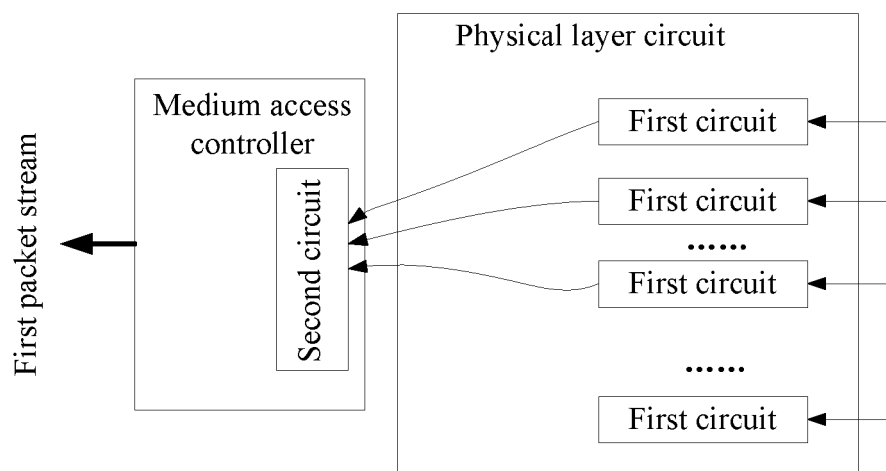 Physical layer circuit
Medium access
controller
First circuit
First circuit
......
First circuit
......
First circuit
Second circuit
First packet stream